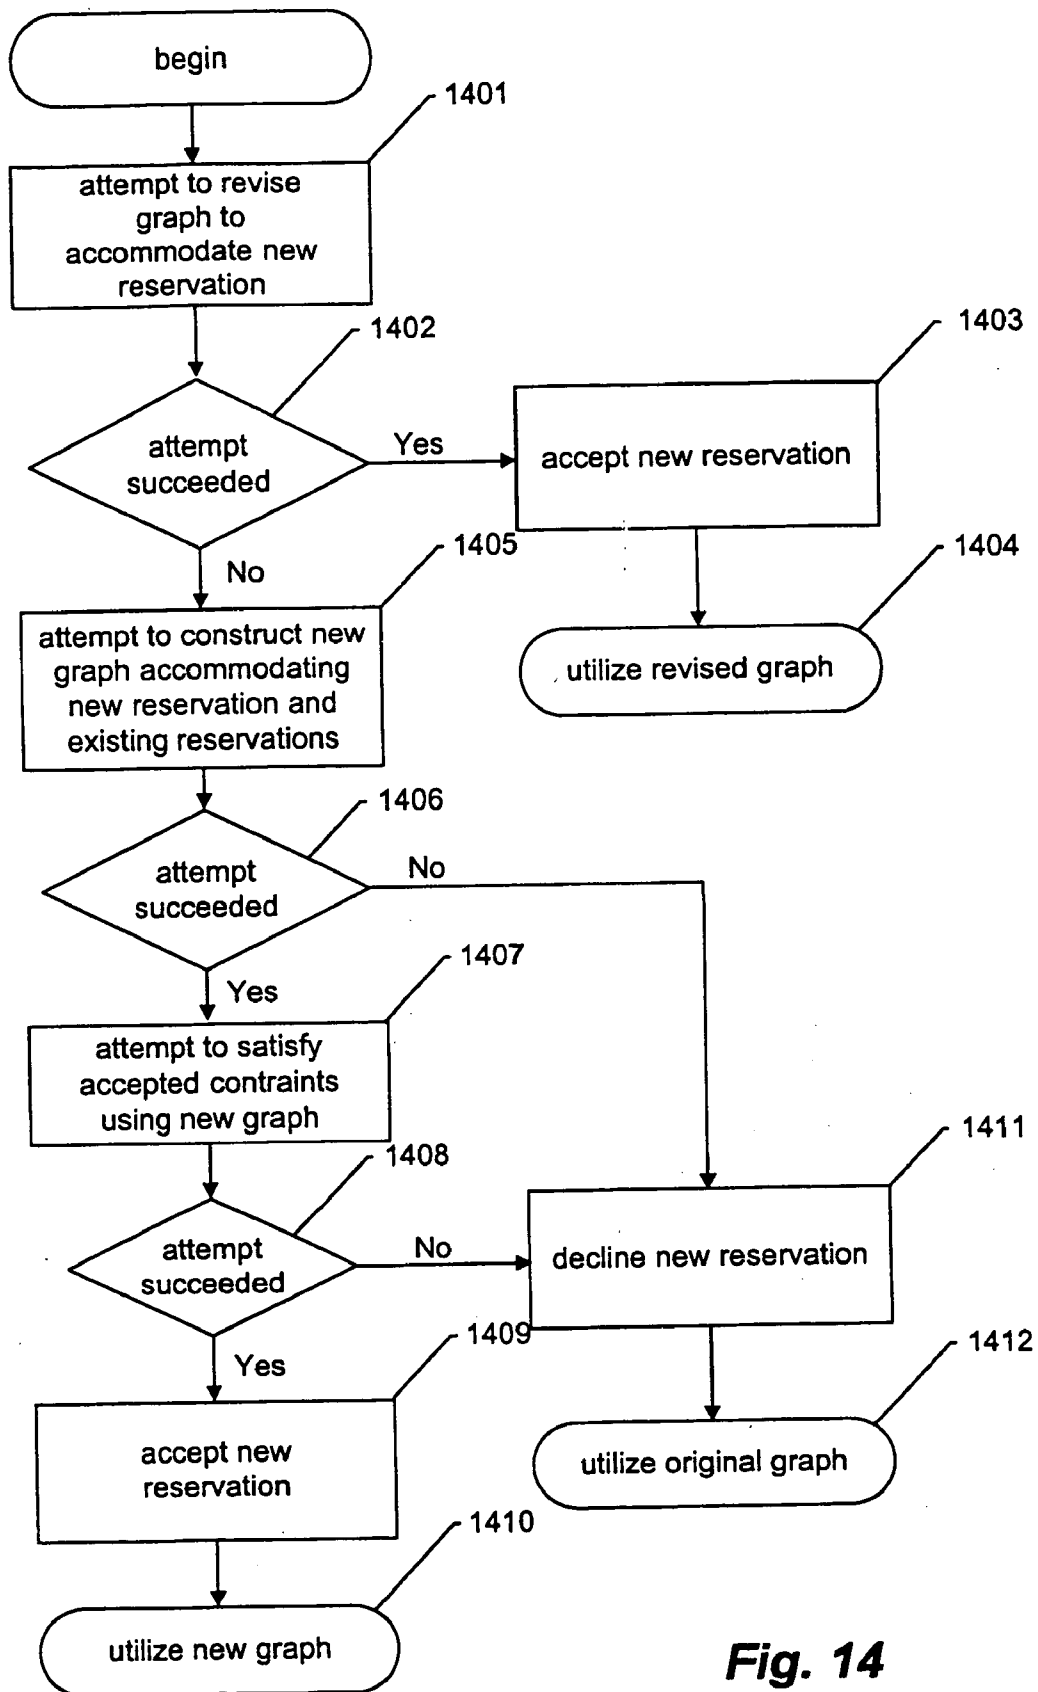 begin
1401
attempt to revise
graph to
accommodate new
reservation
1402
1403
attempt
succeeded
Yes
accept new reservation
No
1405
1404
attempt to construct new
graph accommodating
new reservation and
existing reservations
utilize revised graph
1406
attempt
succeeded
No
Yes
1407
attempt to satisfy
accepted contraints
using new graph
1408
1411
attempt
succeeded
No
decline new reservation
Yes
1409
1412
accept new
reservation
utilize original graph
1410
utilize new graph
Fig. 14